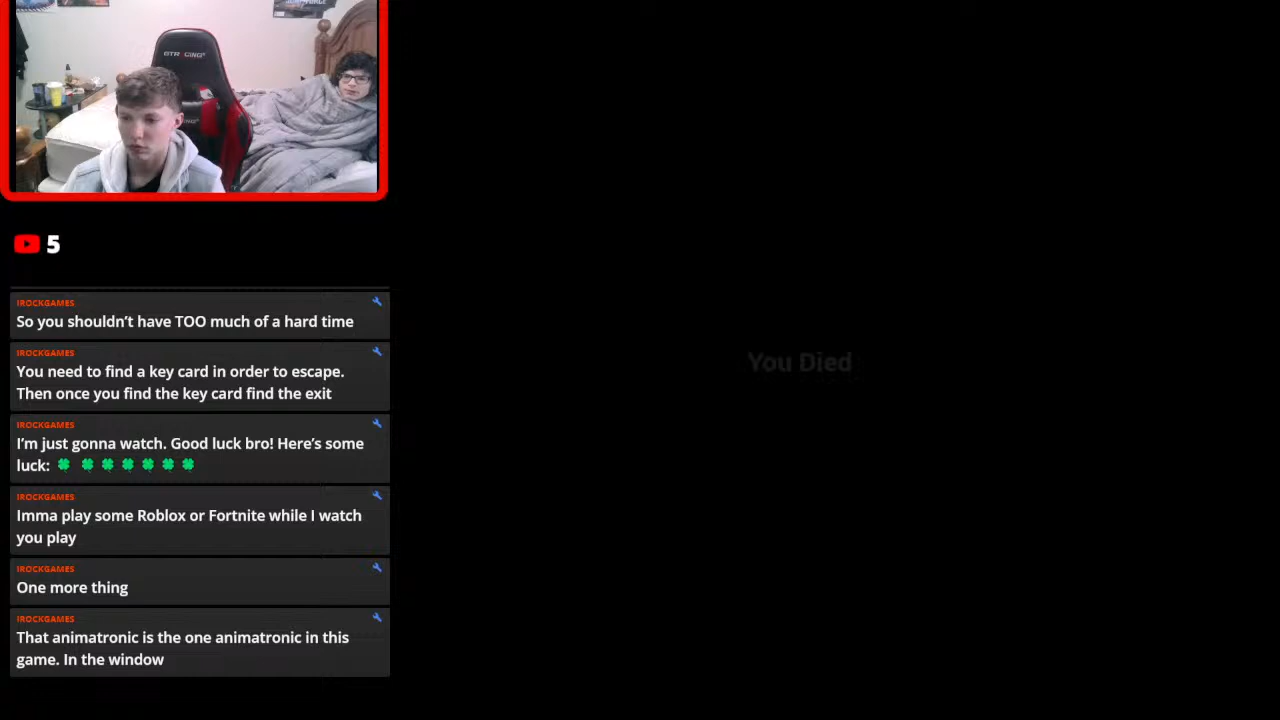 GTRACING
5
IROCKGAMES
So you shouldn't have TOO much of a hard time
IROCKGAMES
You need to find a key card in order to escape.
Then once you find the key card find the exit
IROCKGAMES
I'm just gonna watch. Good luck bro! Here's some
luck: 🍀 🍀 🍀 🍀 🍀 🍀 🍀
IROCKGAMES
Imma play some Roblox or Fortnite while I watch
you play
IROCKGAMES
One more thing
IROCKGAMES
That animatronic is the one animatronic in this
game. In the window
You Died